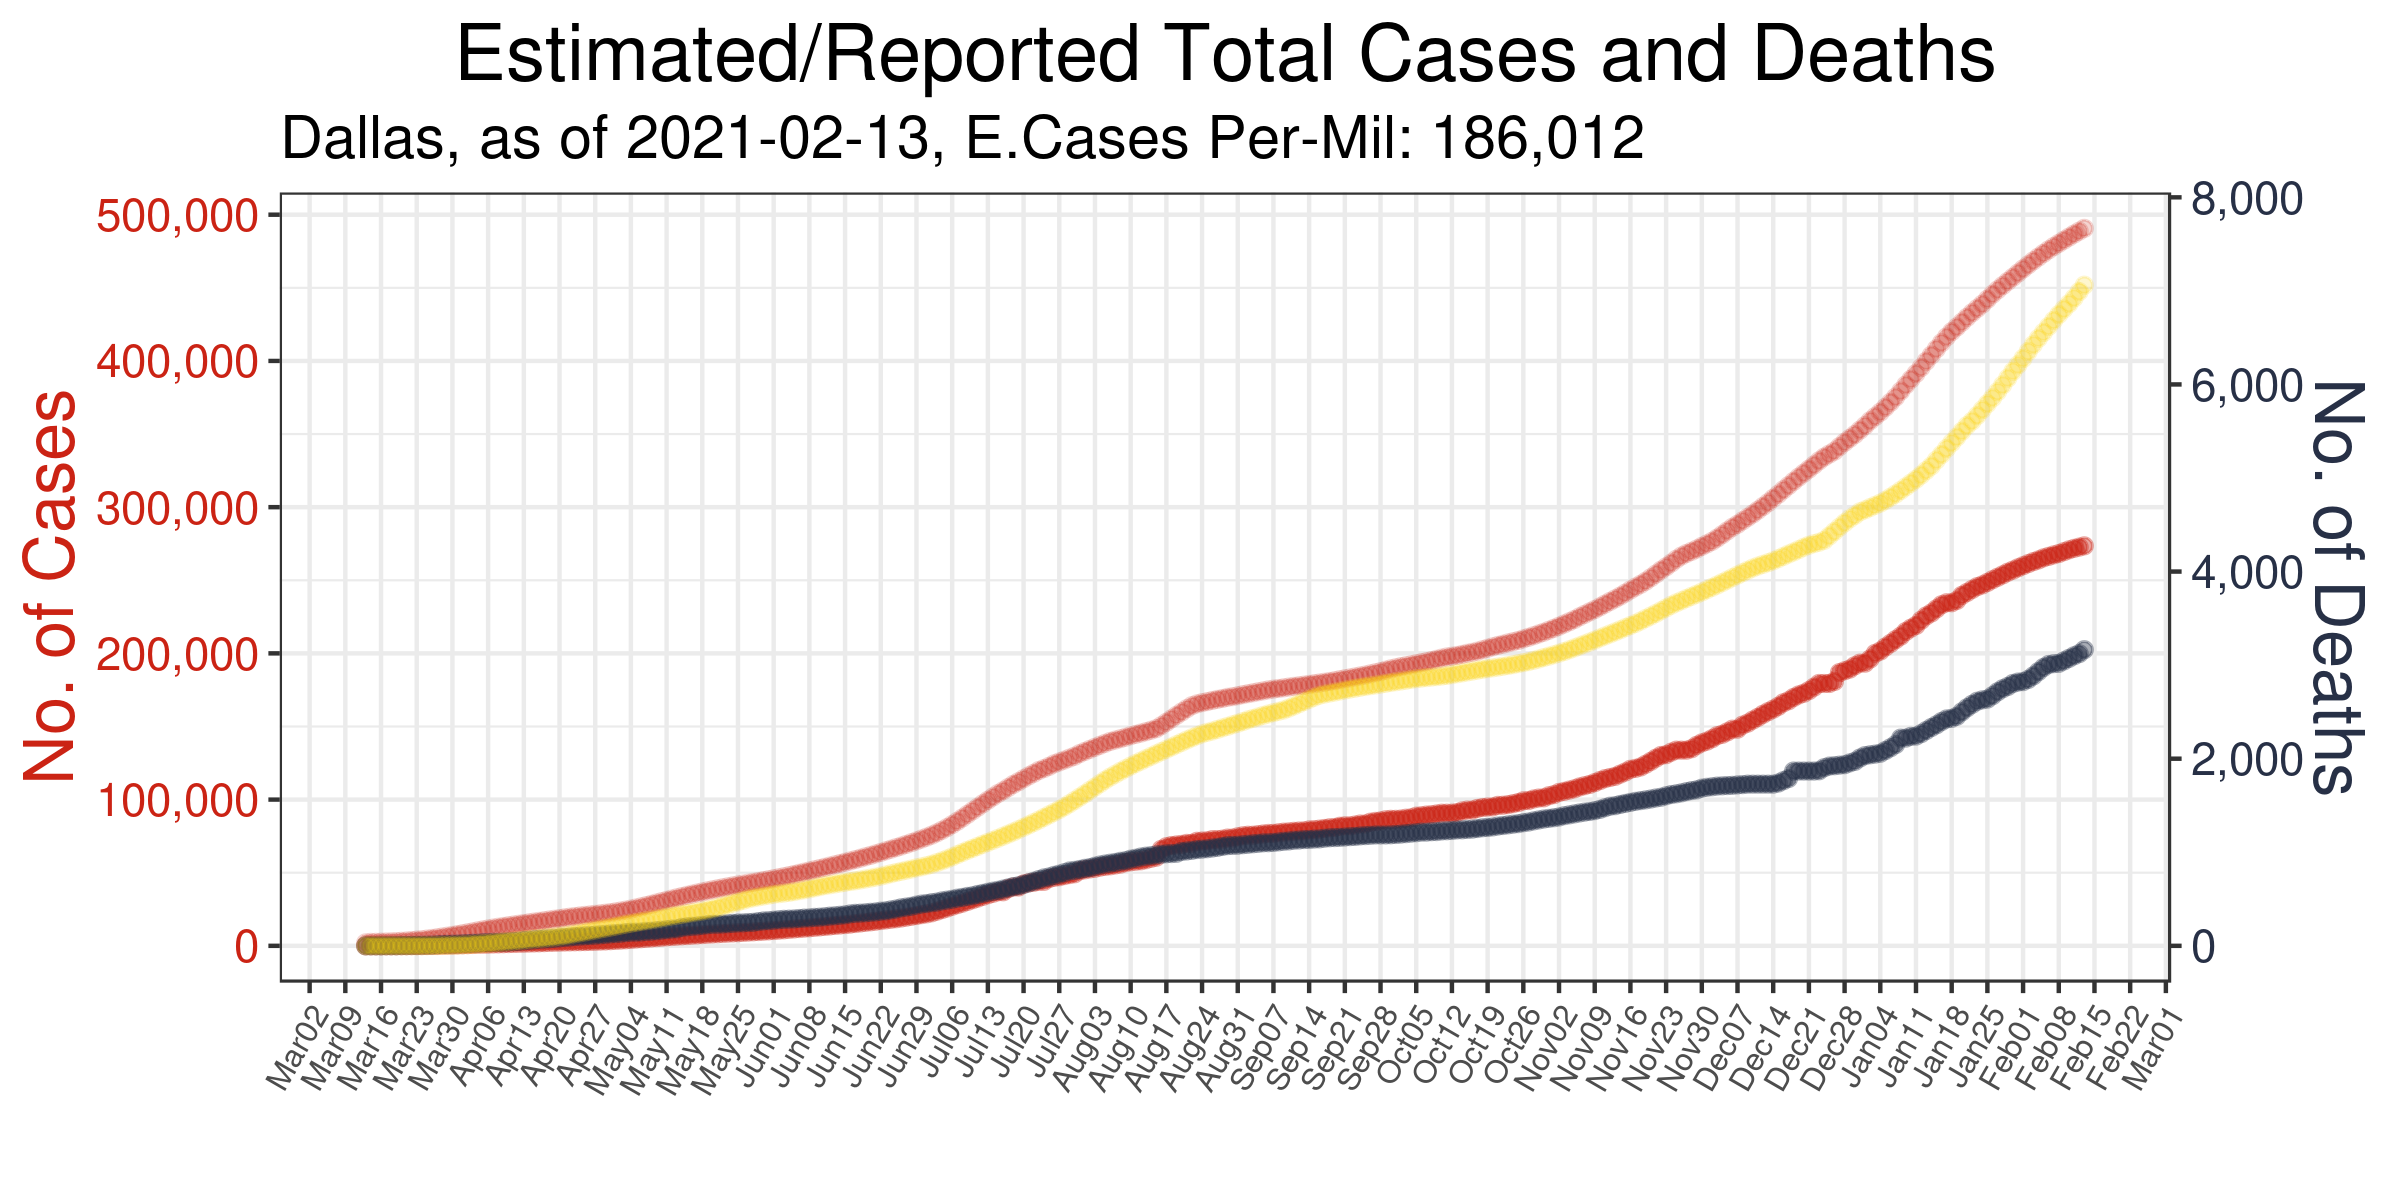 Estimated/Reported Total Cases and Deaths
Dallas, as of 2021-02-13, E.Cases Per-Mil: 186,012
No. of Cases
500,000
400,000
300,000
200,000
100,000
0
8,000
6,000
4,000
2,000
0
No. of Deaths
Mar02
Mar09
Mar16
Mar23
Mar30
Apr06
Apr13
Apr20
Apr27
May04
May11
May18
May25
Jun01
Jun08
Jun15
Jun22
Jun29
Jul06
Jul13
Jul20
Jul27
Aug03
Aug10
Aug17
Aug24
Aug31
Sep07
Sep14
Sep21
Sep28
Oct05
Oct12
Oct19
Oct26
Nov02
Nov09
Nov16
Nov23
Nov30
Dec07
Dec14
Dec21
Dec28
Jan04
Jan11
Jan18
Jan25
Feb01
Feb08
Feb15
Feb22
Mar01